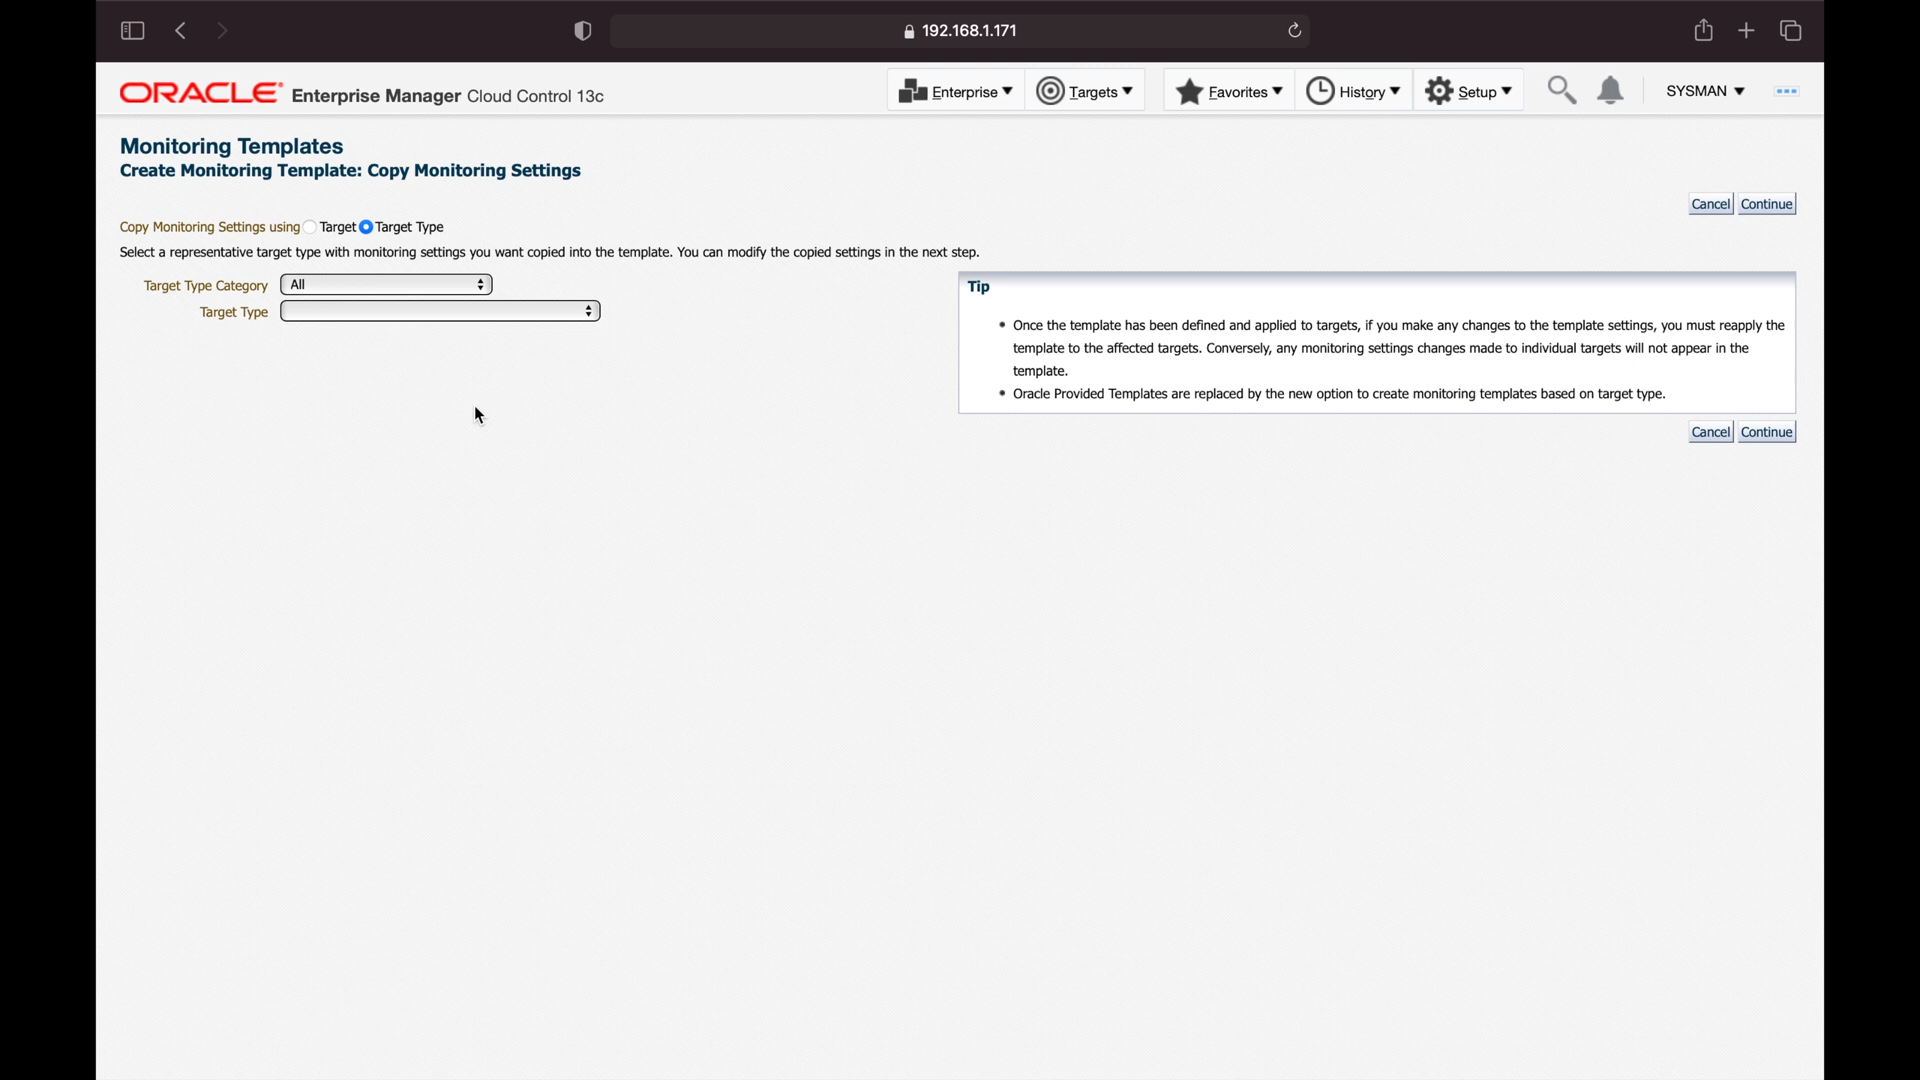 192.168.1.171
ORACLE Enterprise Manager Cloud Control 13c
Enterprise
Targets
Favorites
History
Setup
SYSMAN
Monitoring Templates
Create Monitoring Template: Copy Monitoring Settings
Cancel Continue
Copy Monitoring Settings using Target Target Type
Select a representative target type with monitoring settings you want copied into the template. You can modify the copied settings in the next step.
Target Type Category All
Target Type
Tip
• Once the template has been defined and applied to targets, if you make any changes to the template settings, you must reapply the
template to the affected targets. Conversely, any monitoring settings changes made to individual targets will not appear in the
template.
• Oracle Provided Templates are replaced by the new option to create monitoring templates based on target type.
Cancel Continue